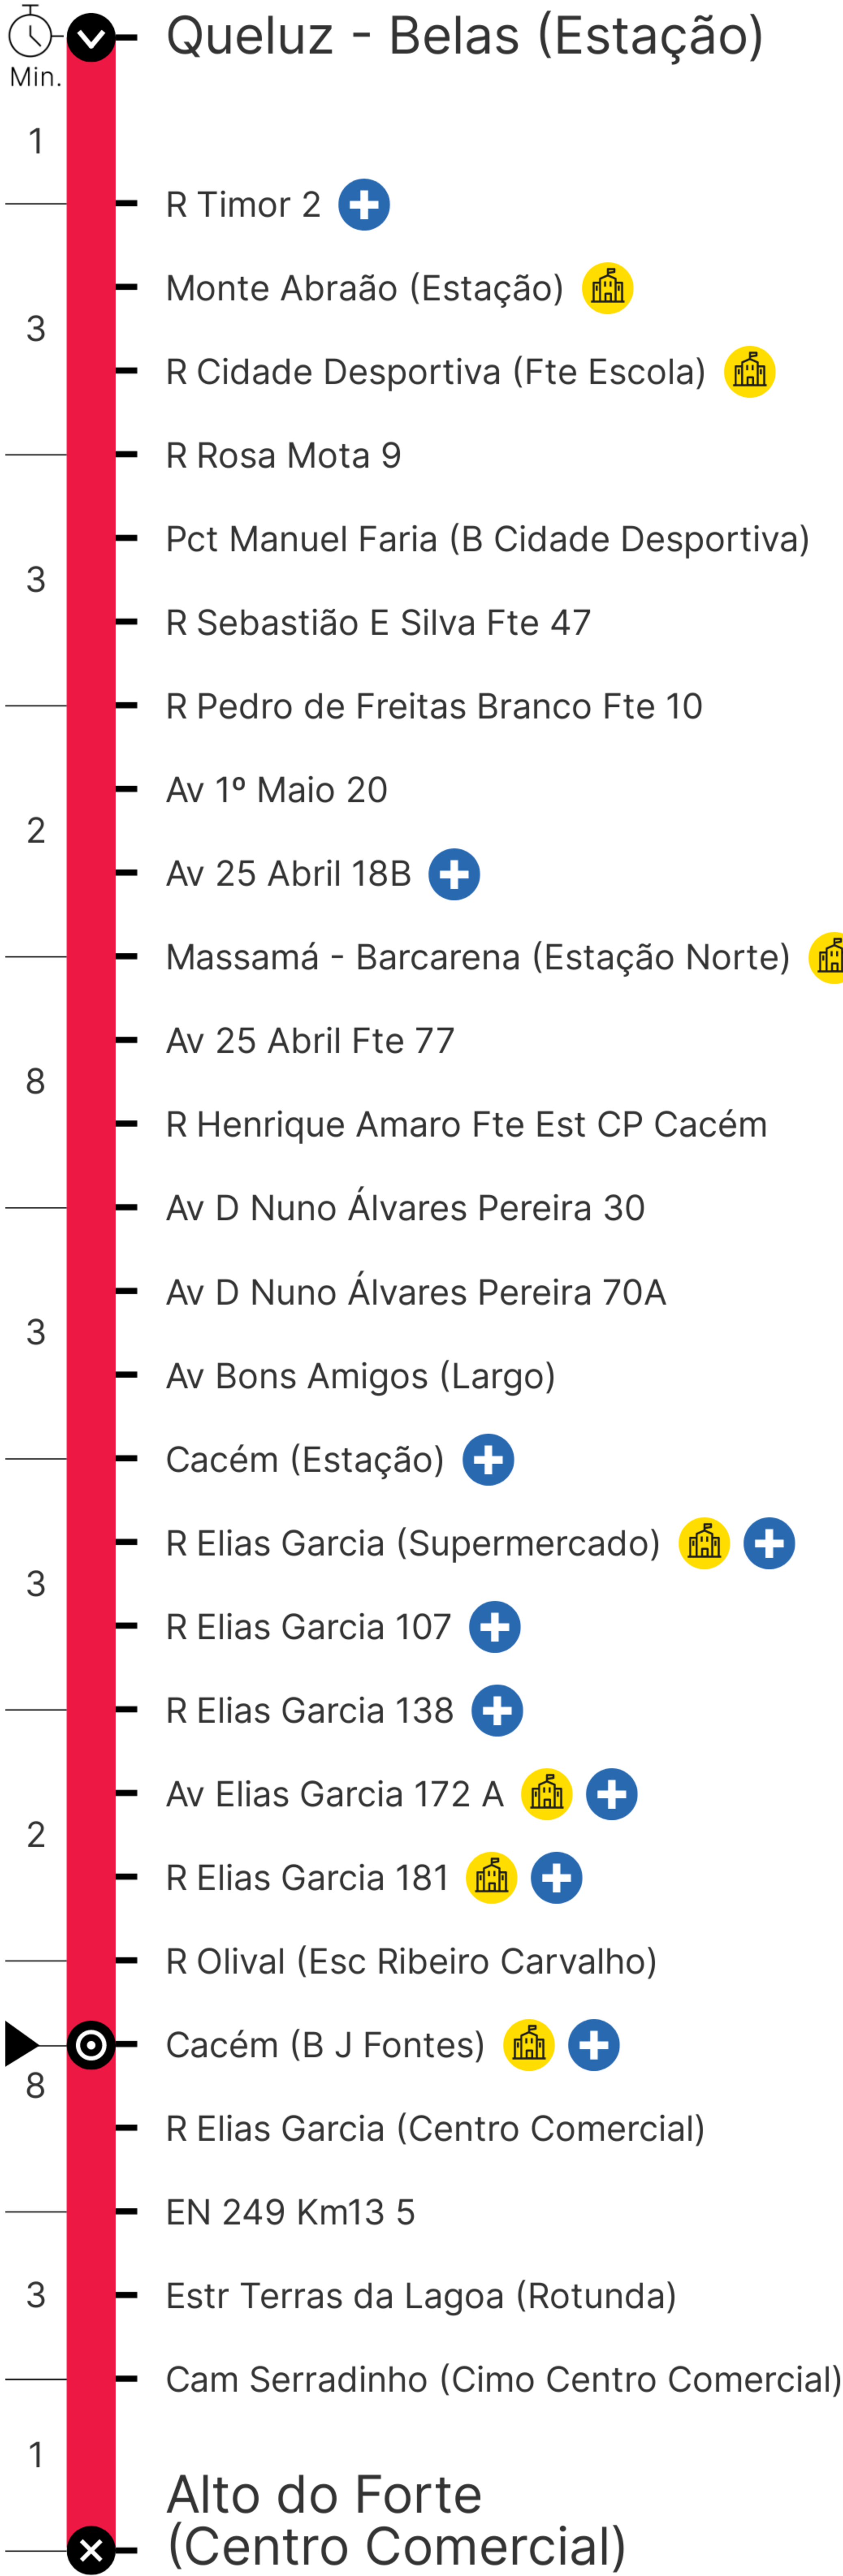 Queluz - Belas (Estação)
Min.
1
R Timor 2
Monte Abraão (Estação)
3
R Cidade Desportiva (Fte Escola)
R Rosa Mota 9
Pct Manuel Faria (B Cidade Desportiva)
3
R Sebastião E Silva Fte 47
R Pedro de Freitas Branco Fte 10
Av 1º Maio 20
2
Av 25 Abril 18B
Massamá - Barcarena (Estação Norte)
Av 25 Abril Fte 77
8
R Henrique Amaro Fte Est CP Cacém
Av D Nuno Álvares Pereira 30
Av D Nuno Álvares Pereira 70A
3
Av Bons Amigos (Largo)
Cacém (Estação)
R Elias Garcia (Supermercado)
3
R Elias Garcia 107
R Elias Garcia 138
Av Elias Garcia 172 A
2
R Elias Garcia 181
R Olival (Esc Ribeiro Carvalho)
Cacém (B J Fontes)
8
R Elias Garcia (Centro Comercial)
EN 249 Km13 5
3
Estr Terras da Lagoa (Rotunda)
Cam Serradinho (Cimo Centro Comercial)
1
Alto do Forte
(Centro Comercial)